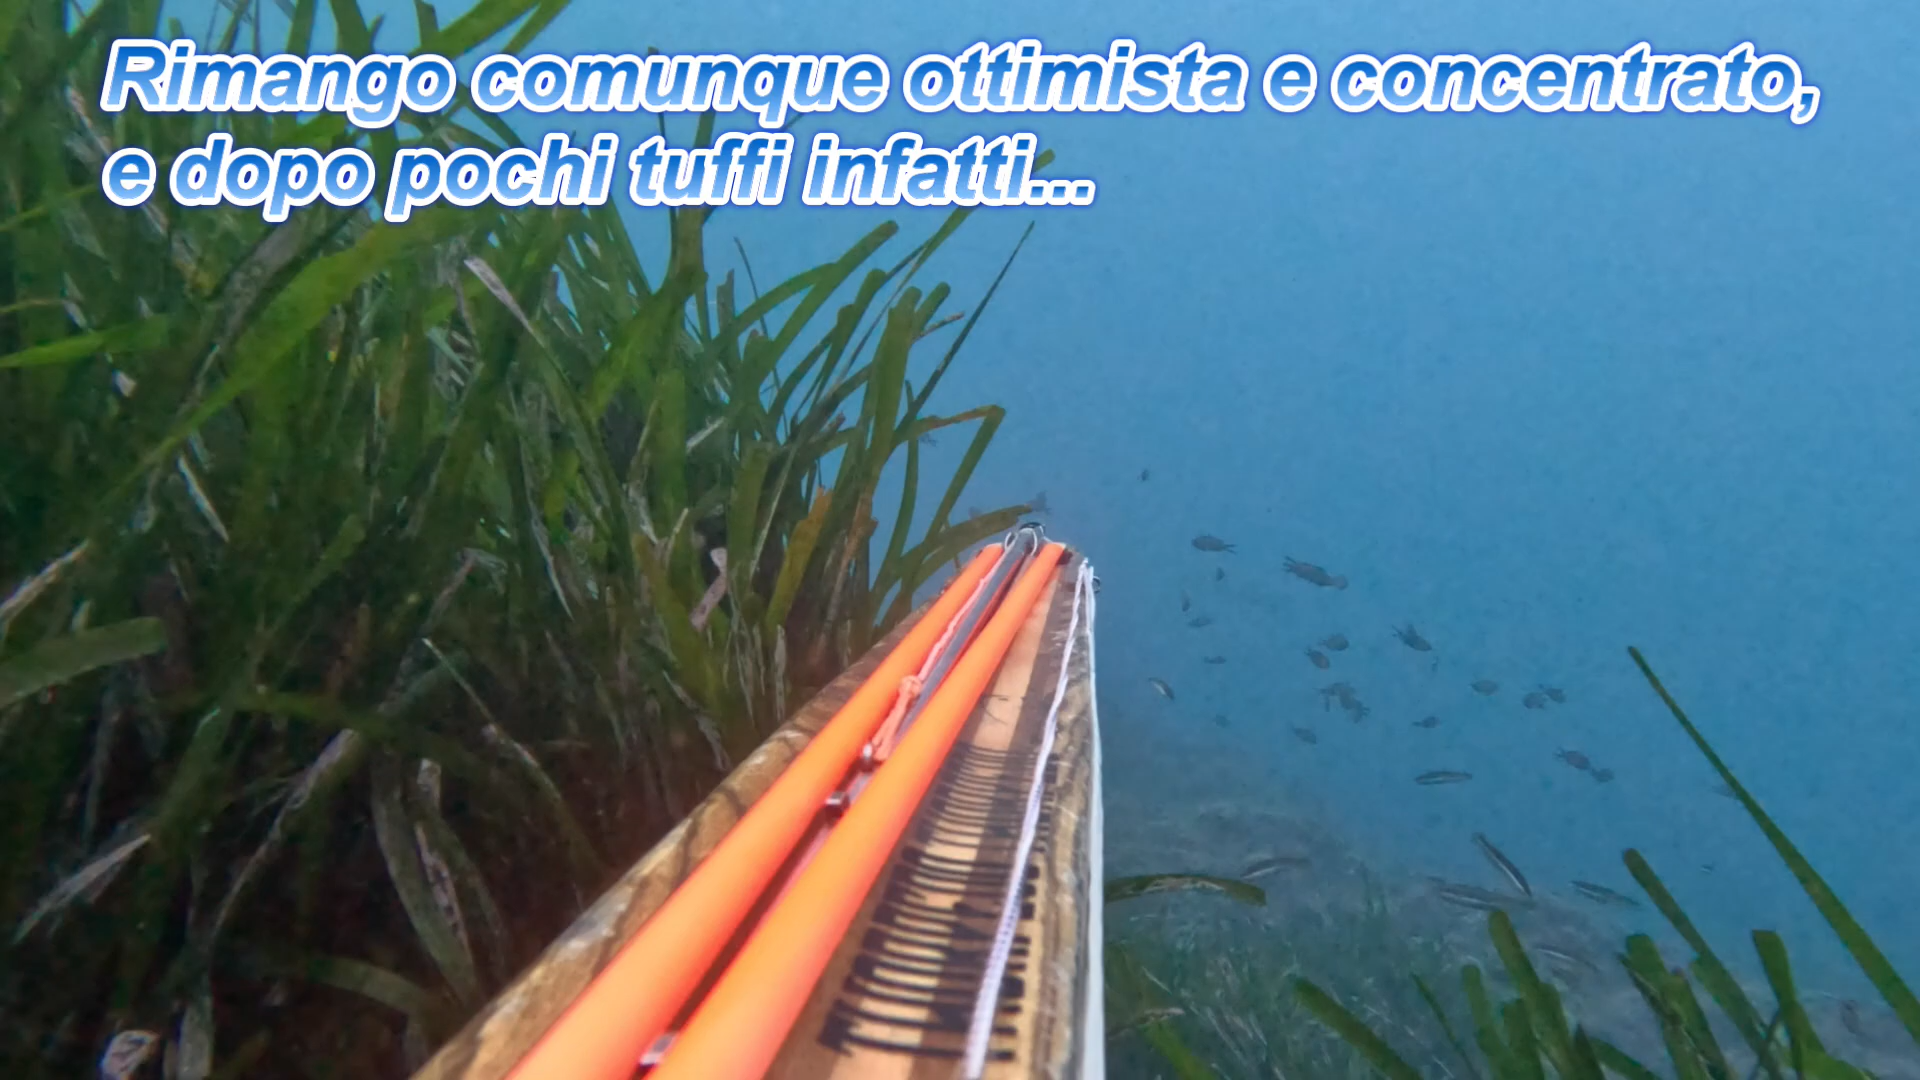 Rimango comunque ottimista e concentrato,
e dopo pochi tuffi infatti...